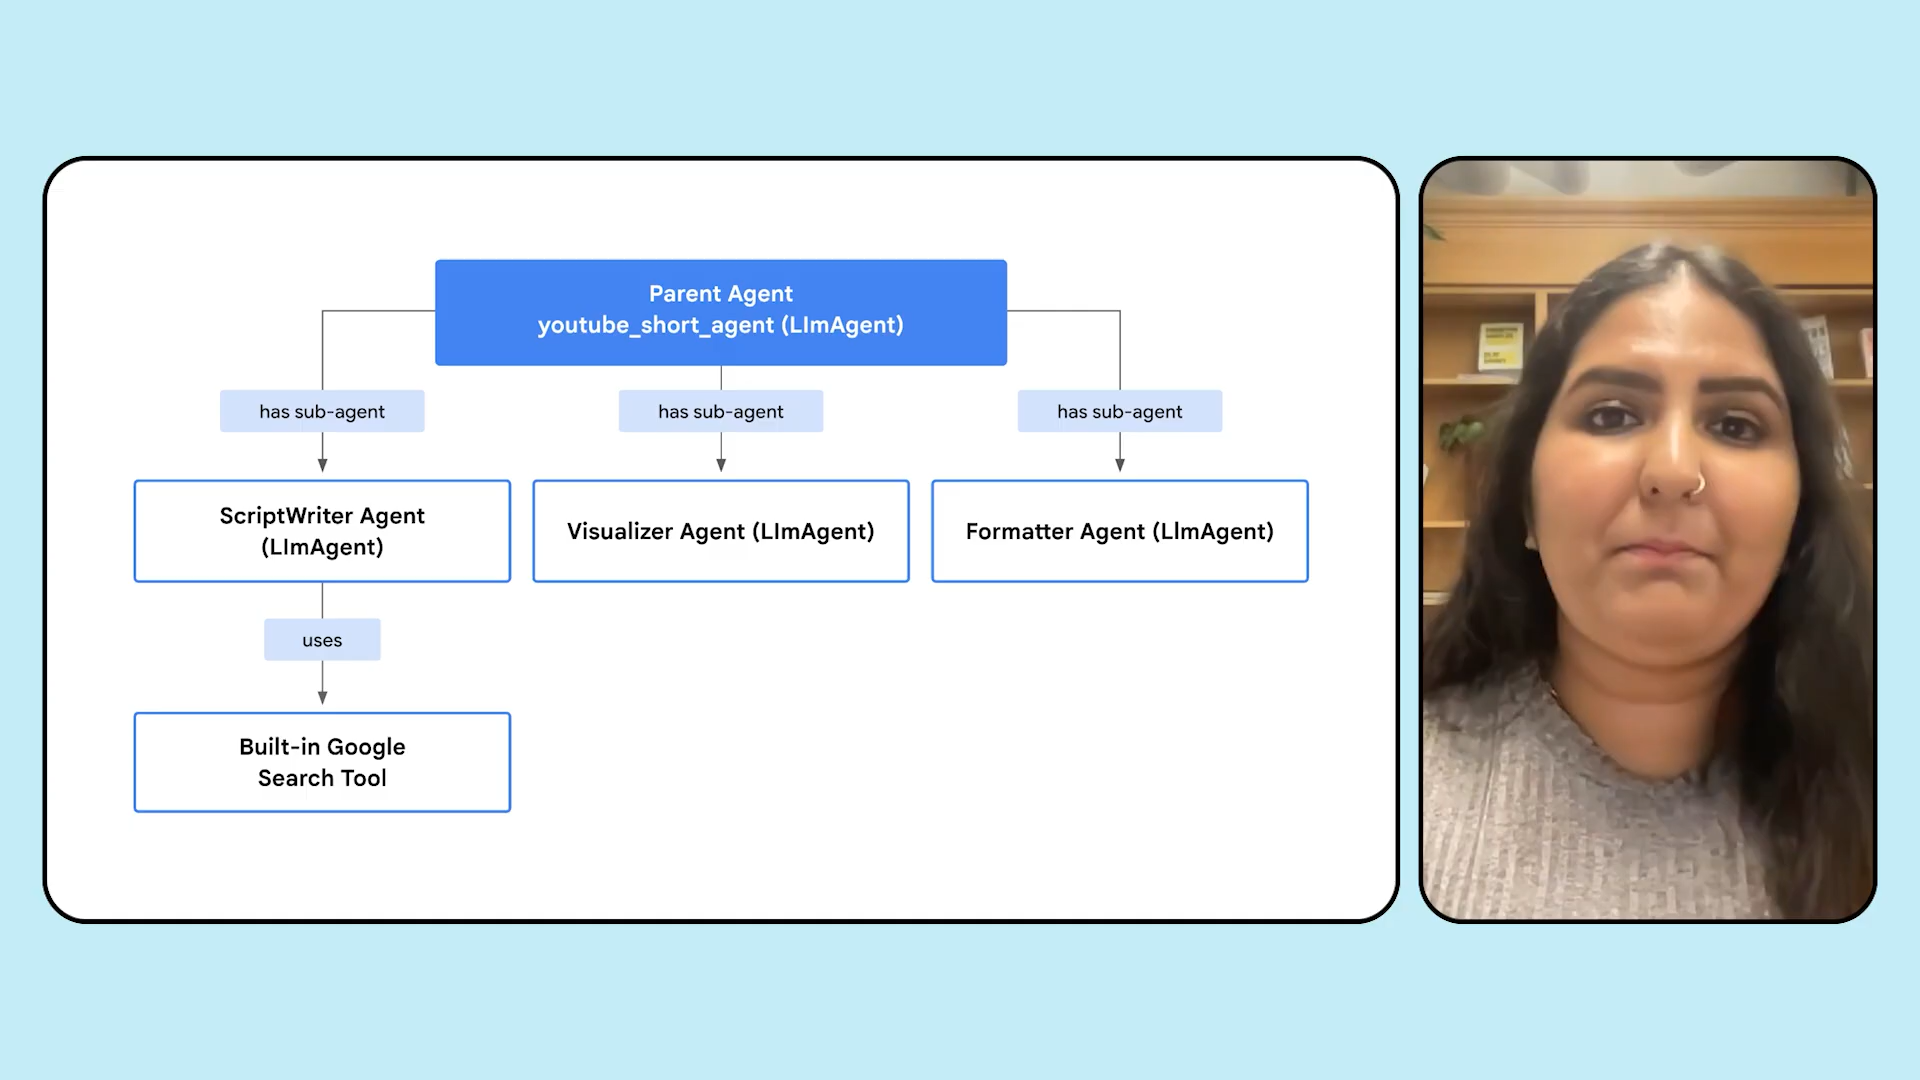 Parent Agent
youtube_short_agent (LlmAgent)
has sub-agent
has sub-agent
has sub-agent
ScriptWriter Agent
(LlmAgent)
Visualizer Agent (LlmAgent)
Formatter Agent (LlmAgent)
uses
Built-in Google
Search Tool